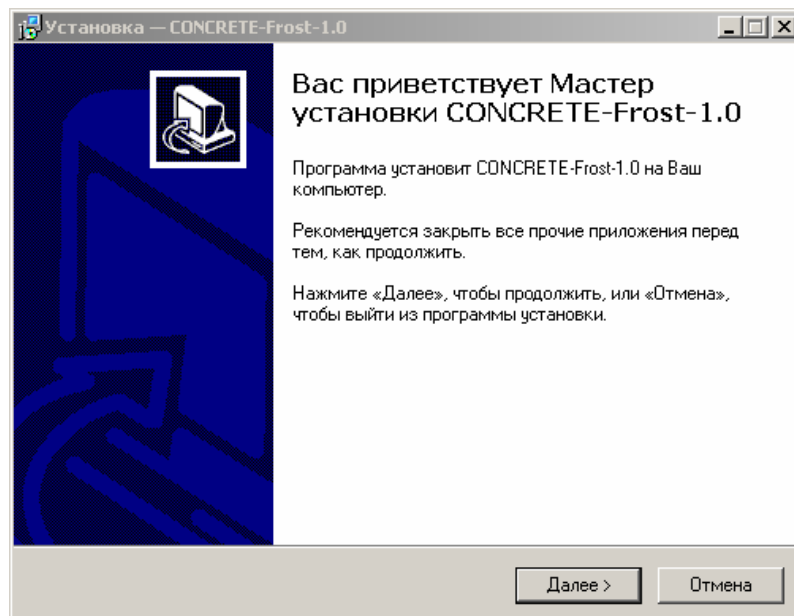 Установка — CONCRETE-Frost-1.0
Вас приветствует Мастер
установки CONCRETE-Frost-1.0
Программа установит CONCRETE-Frost-1.0 на Ваш
компьютер.
Рекомендуется закрыть все прочие приложения перед
тем, как продолжить.
Нажмите «Далее», чтобы продолжить, или «Отмена»,
чтобы выйти из программы установки.
Далее >
Отмена